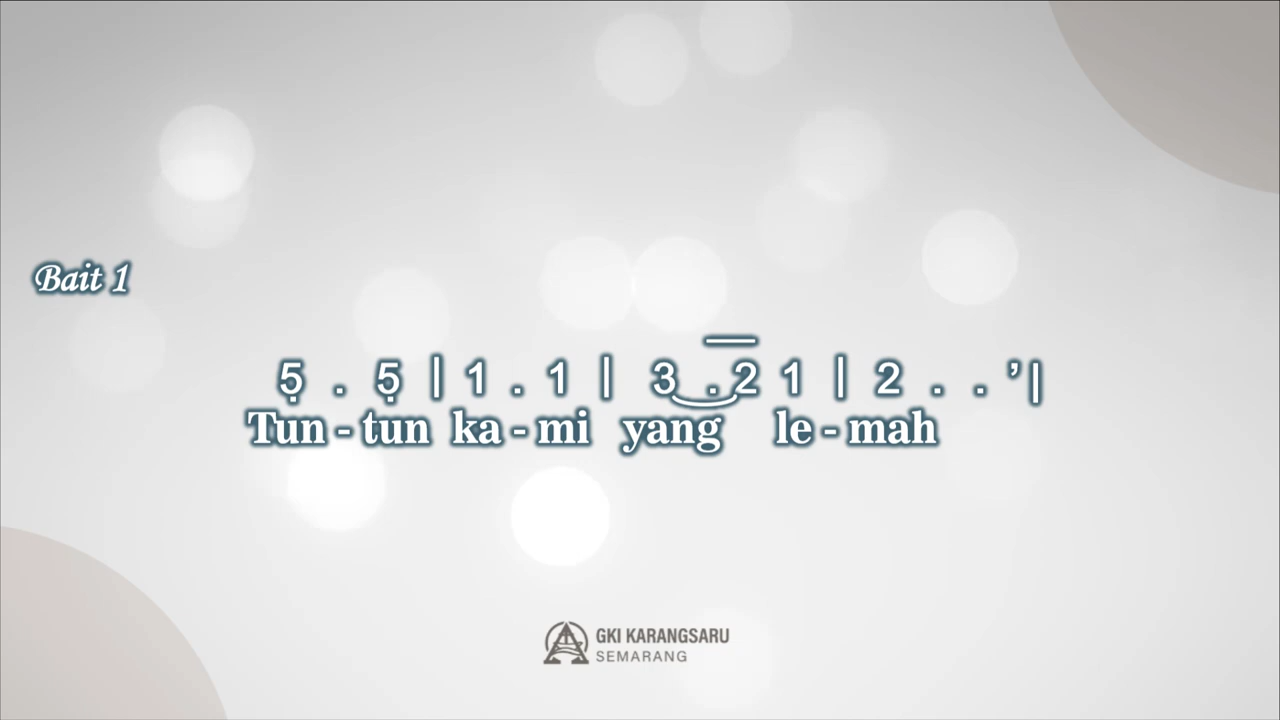 Bait 1
5̣ . 5̣ | 1 . 1 | 3 . 2 1 | 2 . . ’ |
Tun - tun ka - mi yang le - mah
GKI KARANGSARU
SEMARANG